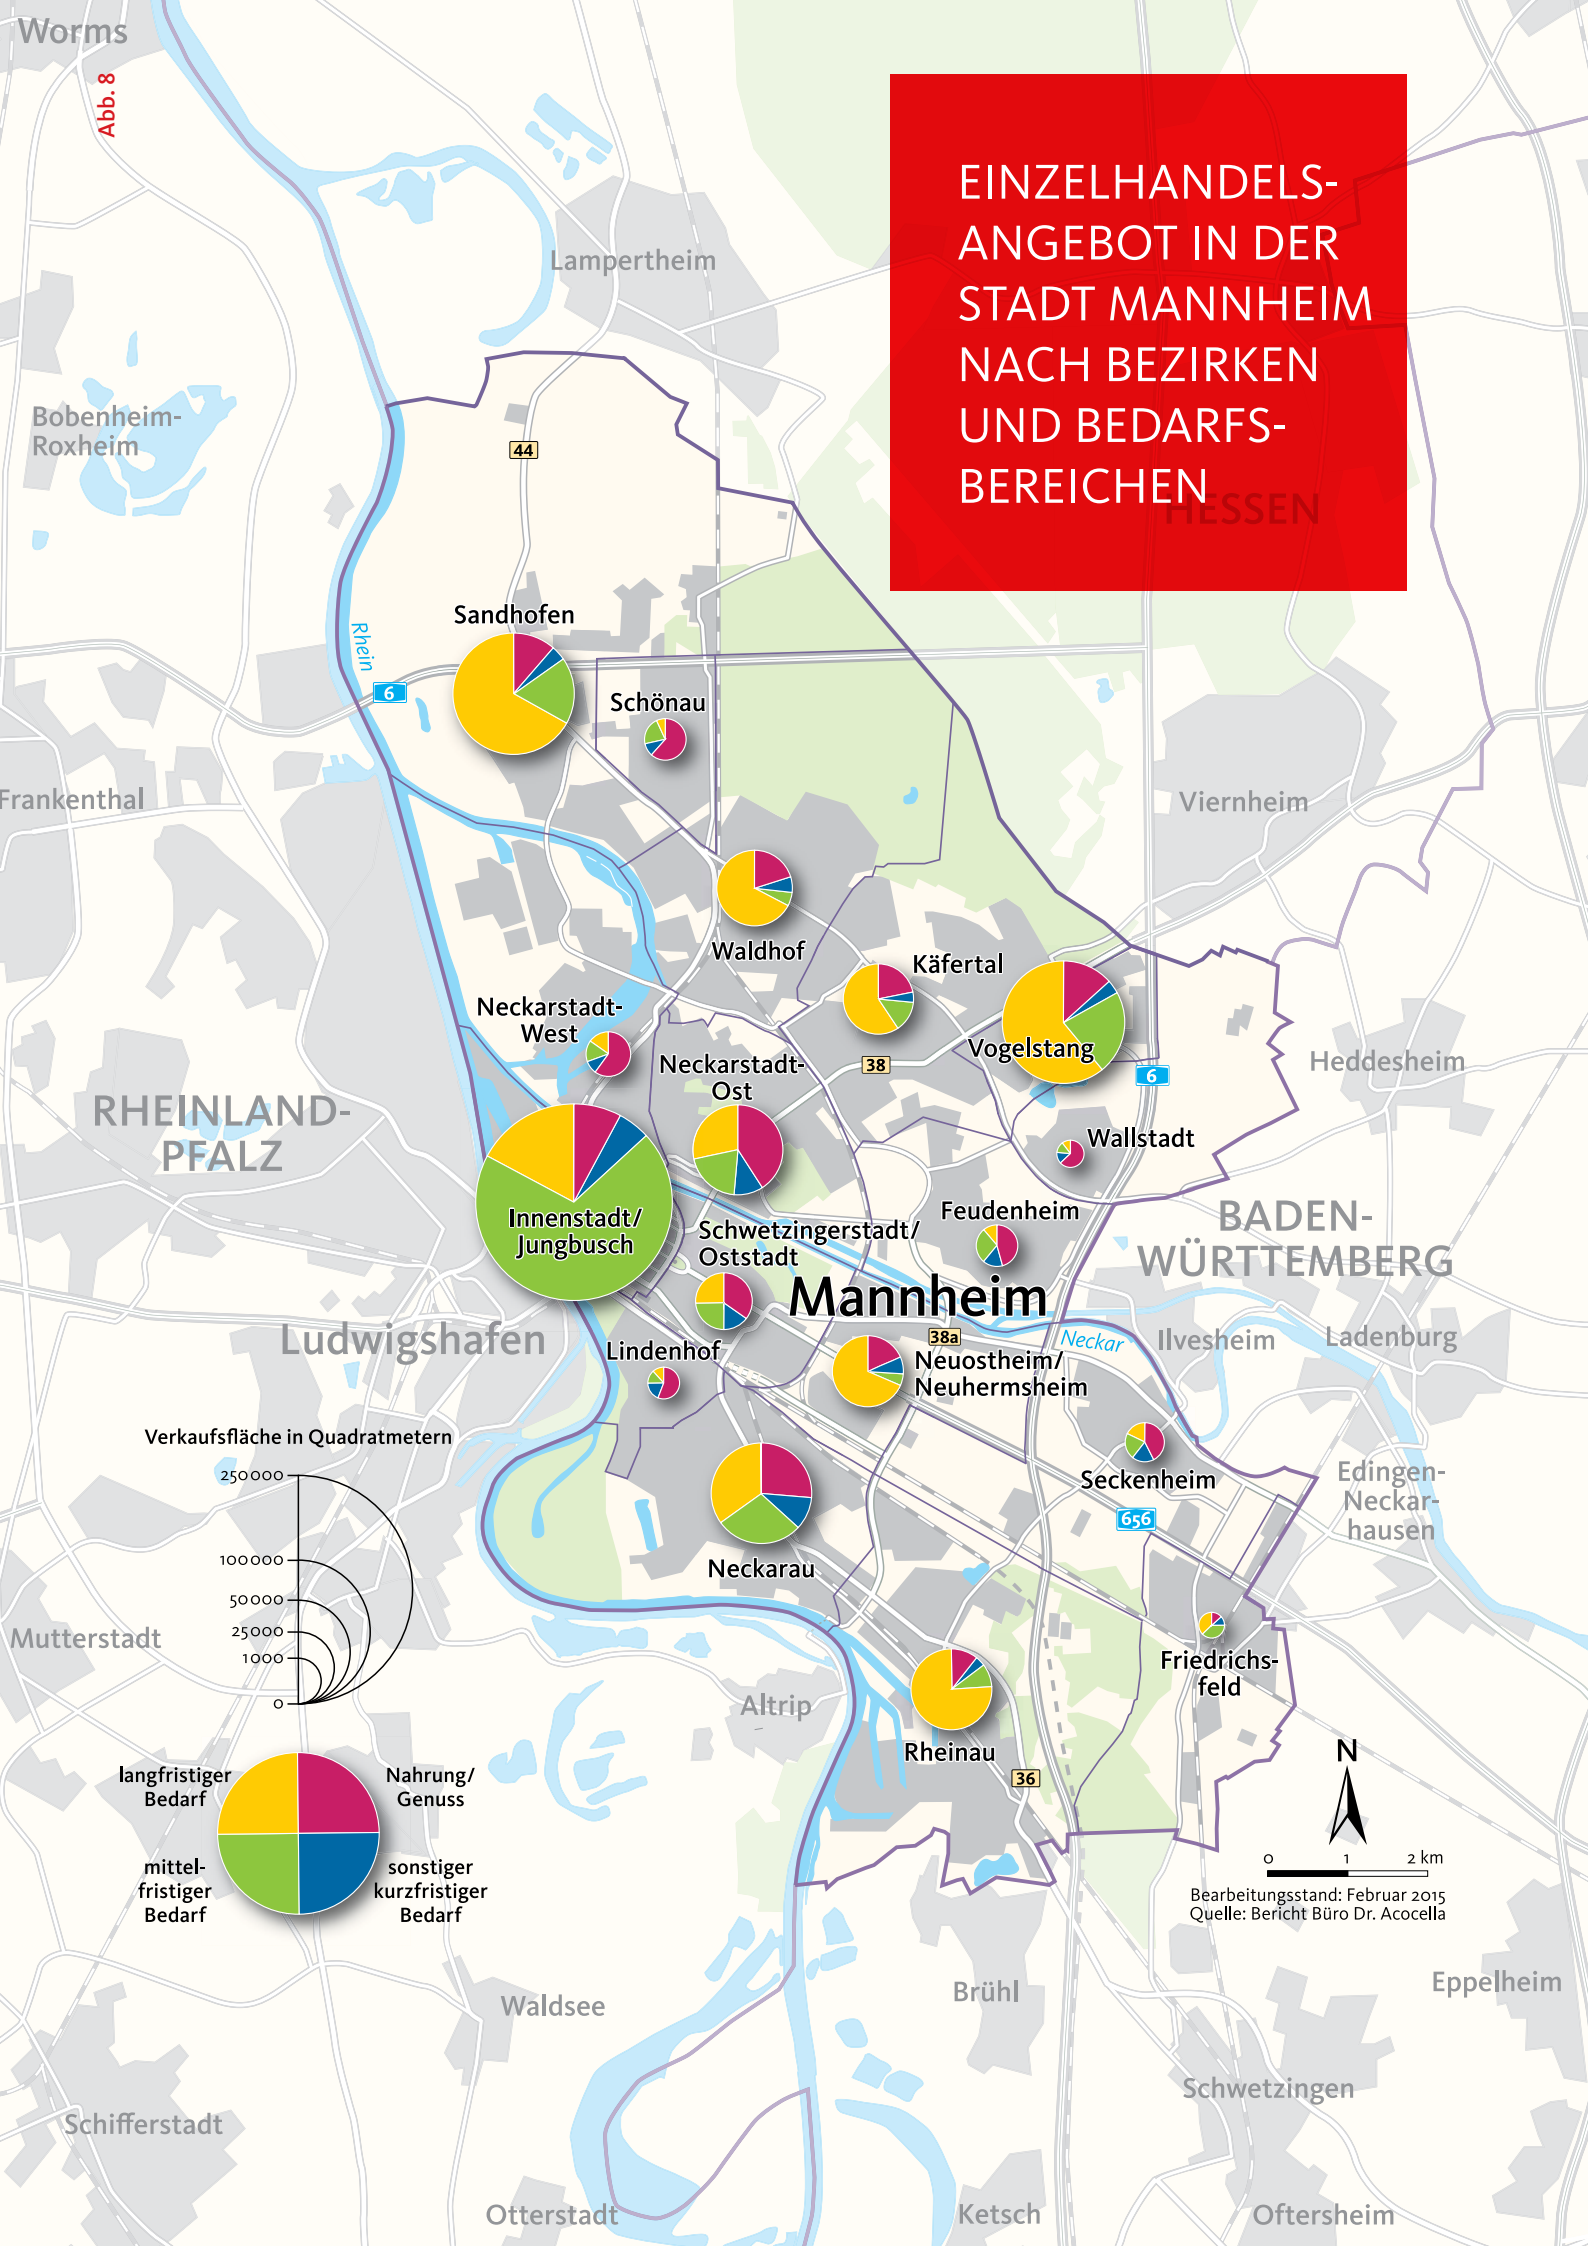 Worms
Abb. 8
EINZELHANDELS-
ANGEBOT IN DER
STADT MANNHEIM
NACH BEZIRKEN
UND BEDARFS-
BEREICHEN
HESSEN
Lampertheim
Bobenheim-
Roxheim
44
Sandhofen
Rhein
6
Schönau
Frankenthal
Viernheim
Waldhof
Käfertal
Neckarstadt-
West
Neckarstadt-
Ost
38
Vogelstang
6
Heddesheim
RHEINLAND-
PFALZ
Wallstadt
Innenstadt/
Jungbusch
Feudenheim
Schwetzingerstadt/
Oststadt
BADEN-
WÜRTTEMBERG
Mannheim
Ludwigshafen
Lindenhof
38a
Neckar
Ilvesheim
Ladenburg
Neuostheim/
Neuhermsheim
Verkaufsfläche in Quadratmetern
250000
100000
50000
25000
1000
0
Seckenheim
Edingen-
Neckar-
hausen
656
Neckarau
Mutterstadt
Friedrichs-
feld
Altrip
Rheinau
36
N
langfristiger
Bedarf
Nahrung/
Genuss
mittel-
fristiger
Bedarf
sonstiger
kurzfristiger
Bedarf
0 1 2 km
Bearbeitungsstand: Februar 2015
Quelle: Bericht Büro Dr. Acocella
Waldsee
Brühl
Eppelheim
Schwetzingen
Schifferstadt
Otterstadt
Ketsch
Oftersheim